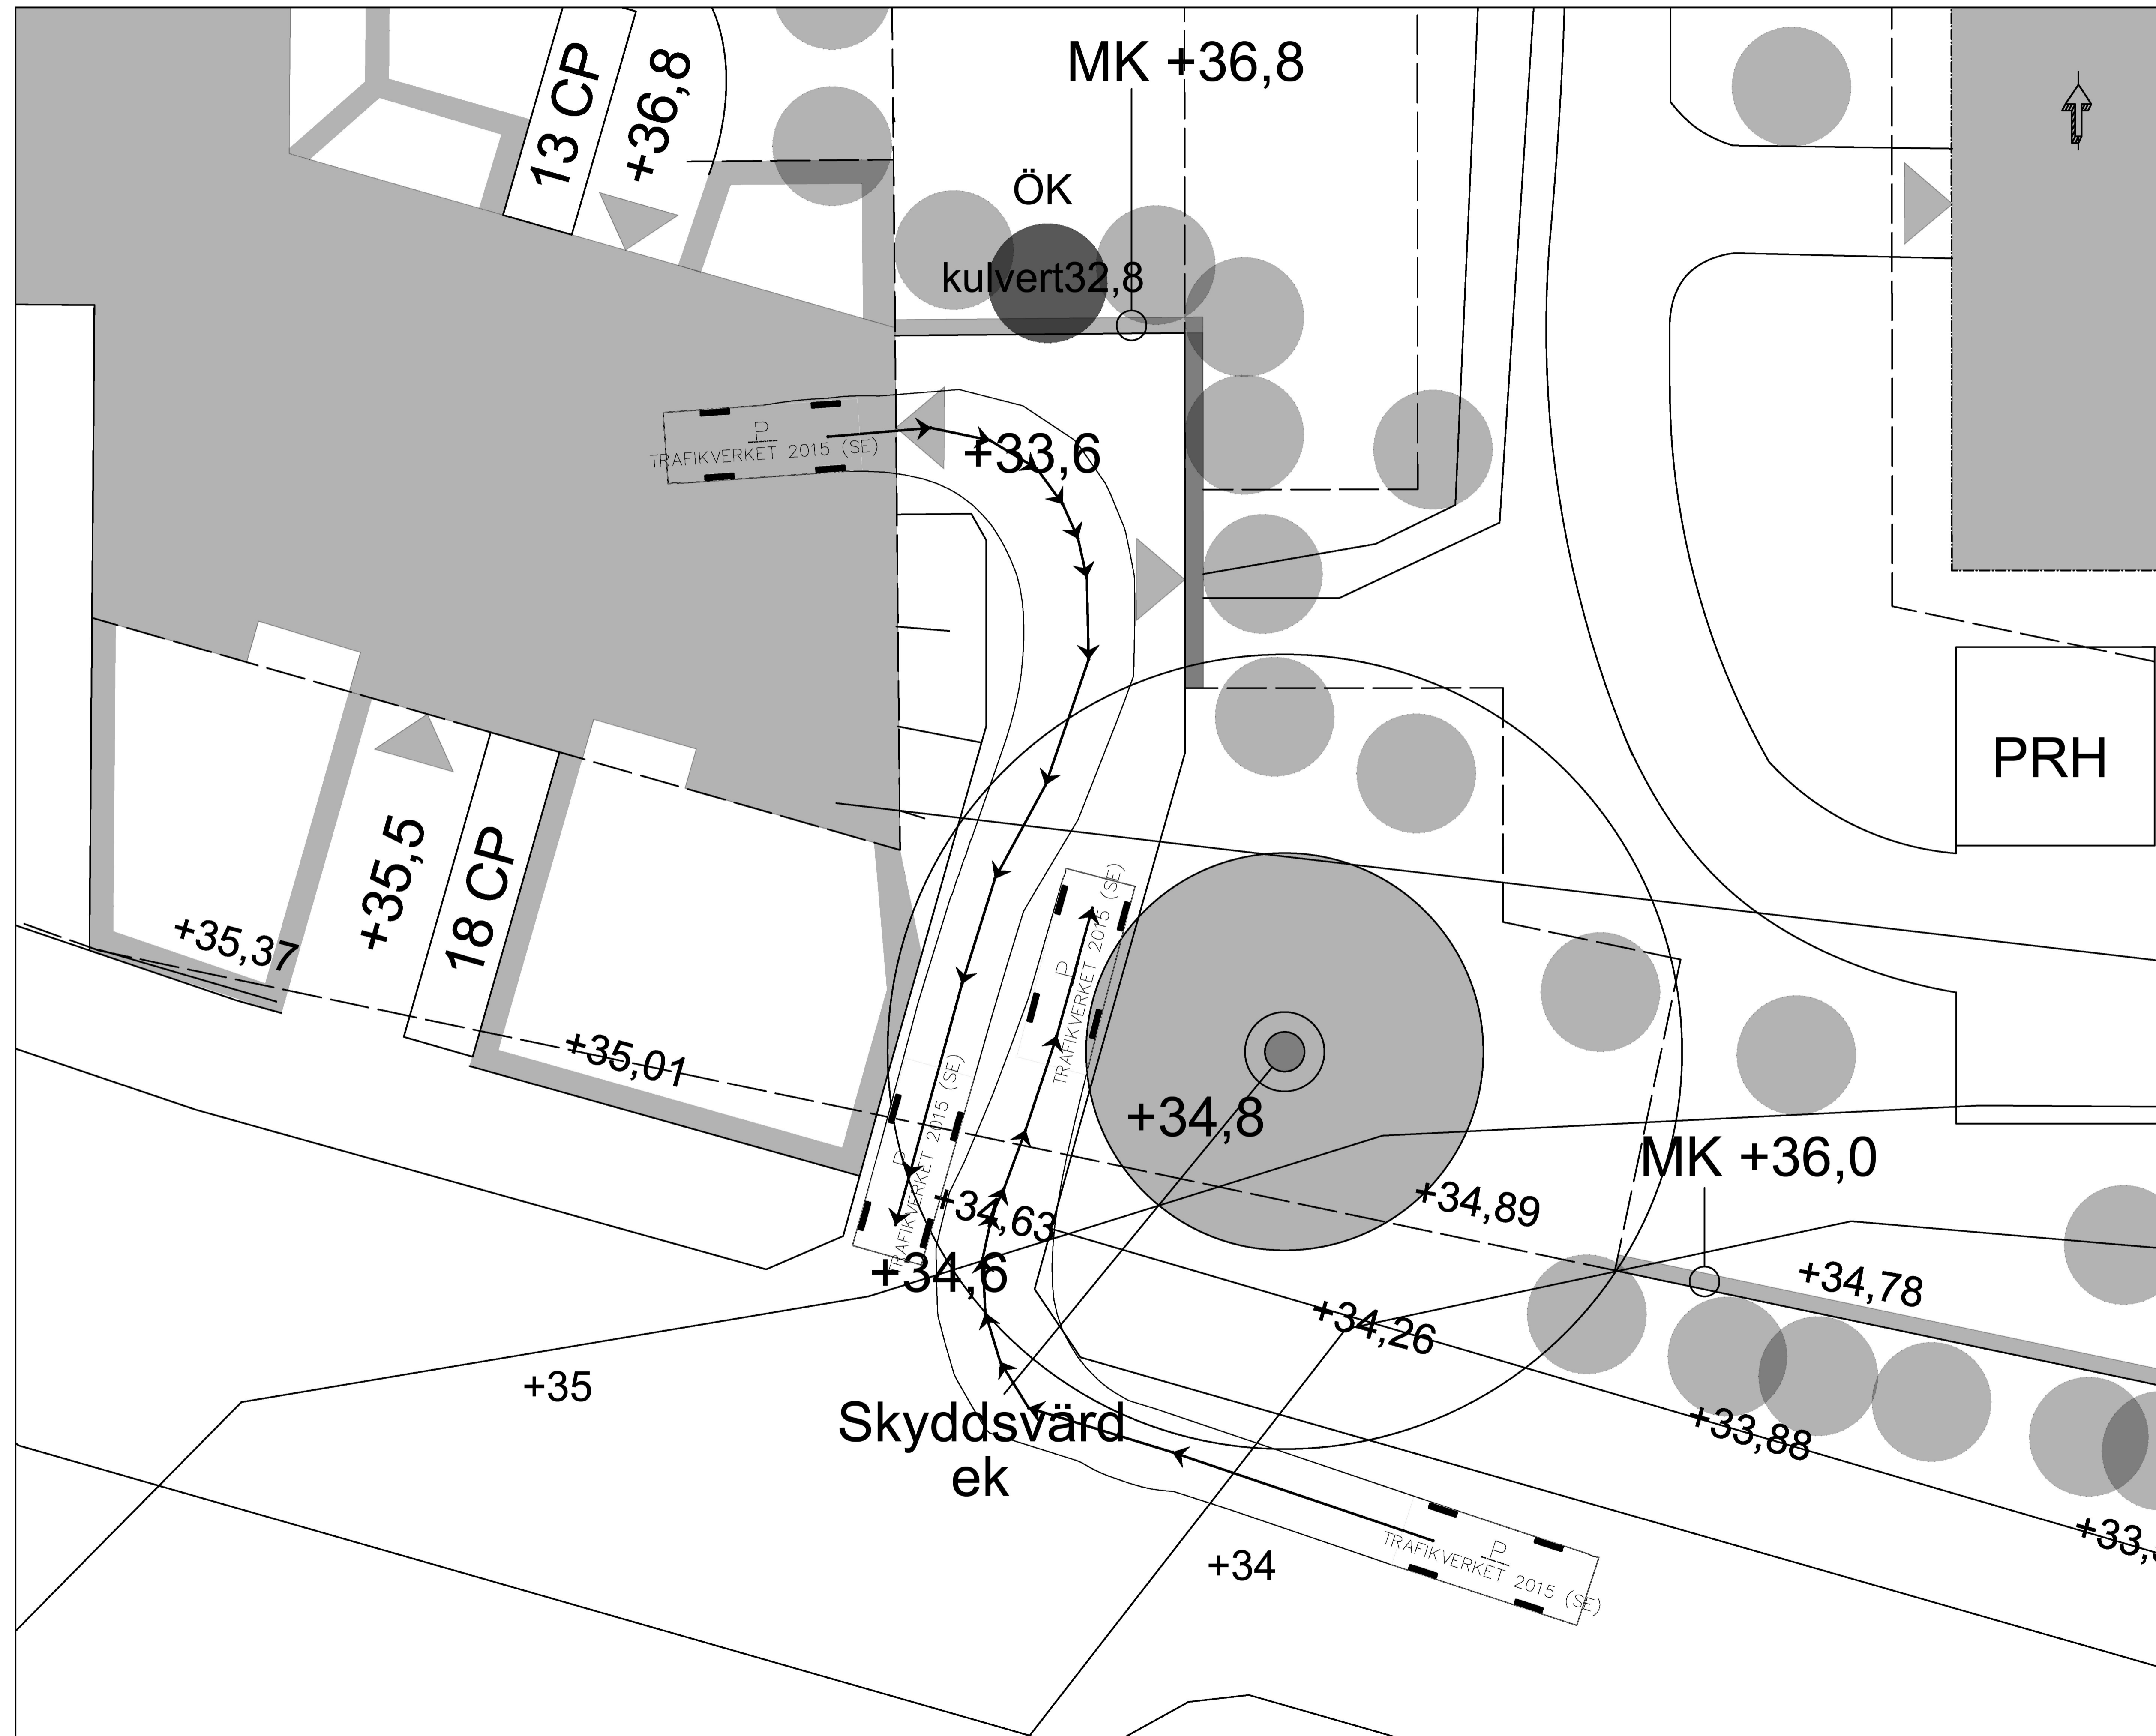 MK +36,8
13 CP
+36,8
ÖK
kulvert32,8
P
TRAFIKVERKET 2015 (SE)
+33,6
PRH
+35,5
18 CP
+35,37
+35,01
P
TRAFIKVERKET 2015 (SE)
P
TRAFIKVERKET 2015 (SE)
+34,8
MK +36,0
+34,89
+34,63
+34,6
+34,78
+34,26
+35
Skyddsvärd
ek
+33,88
+34
P
TRAFIKVERKET 2015 (SE)